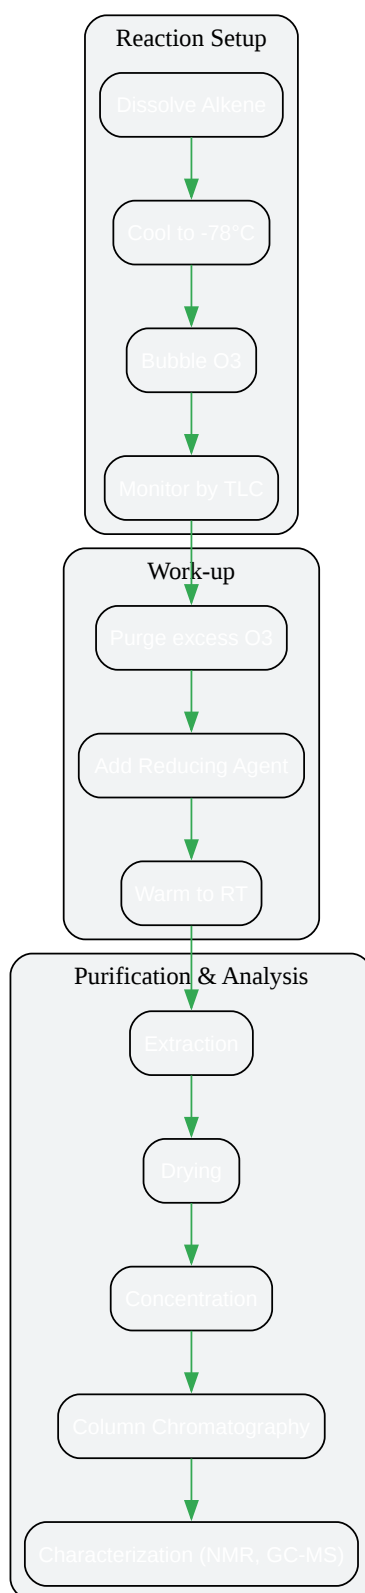 Reaction Setup
Dissolve Alkene
Cool to -78°C
Bubble O3
Monitor by TLC
Work-up
Purge excess O3
Add Reducing Agent
Warm to RT
Purification & Analysis
Extraction
Drying
Concentration
Column Chromatography
Characterization (NMR, GC-MS)